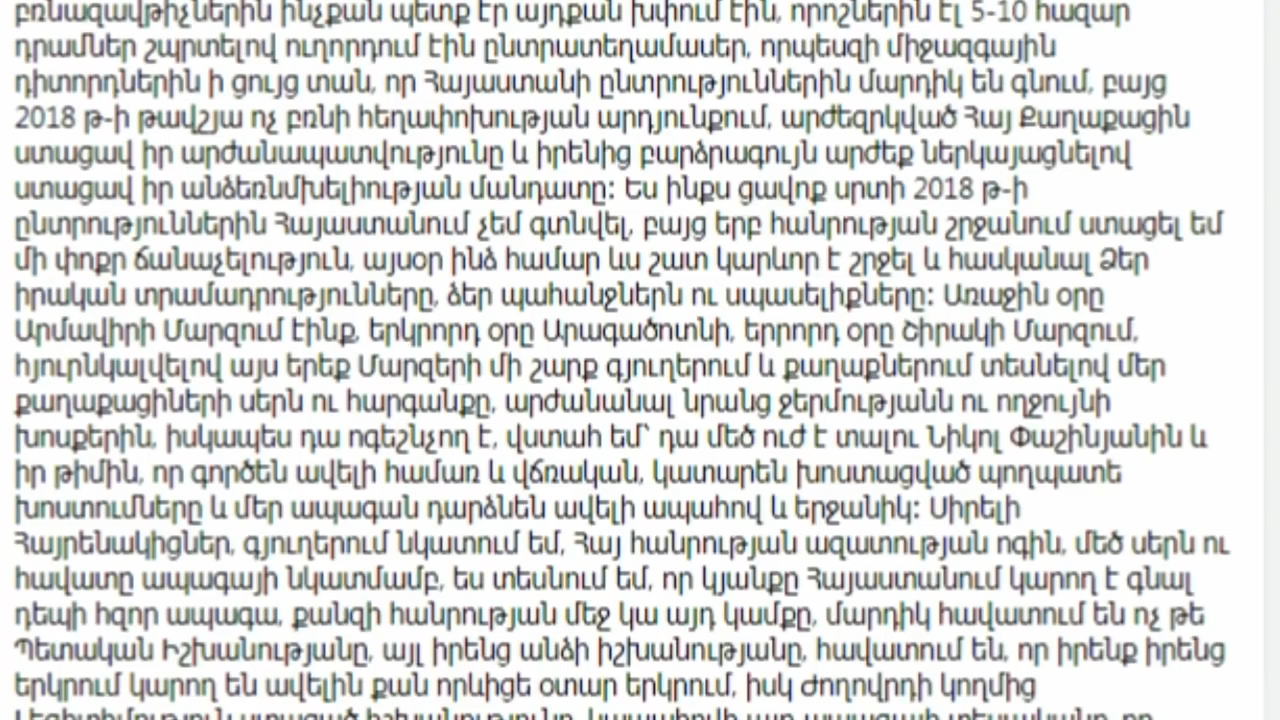 բռնազավթիչներին ինչքան պետք էր այդքան խփում էին, որոշներին էլ 5-10 հազար
դրամներ շպրտելով ուղորդում էին ընտրատեղամասեր, որպեսզի միջազգային
դիտորդներին ի ցույց տան, որ Հայաստանի ընտրություններին մարդիկ են գնում, բայց
2018 թ-ի թավշյա ոչ բռնի հեղափոխության արդյունքում, արժեզրկված Հայ Քաղաքացին
ստացավ իր արժանապատվությունը և իրենից բարձրագույն արժեք ներկայացնելով
ստացավ իր անձեռնմխելիության մանդատը: Ես ինքս ցավոք սրտի 2018 թ-ի
ընտրություններին Հայաստանում չեմ գտնվել, բայց երբ հանրության շրջանում ստացել եմ
մի փոքր ճանաչելություն, այսօր ինձ համար ևս շատ կարևոր է շրջել և հասկանալ Ձեր
իրական տրամադրությունները, ձեր պահանջներն ու սպասելիքները: Առաջին օրը
Արմավիրի Մարզում էինք, երկրորդ օրը Արագածոտնի, երրորդ օրը Շիրակի Մարզում,
հյուրնկալվելով այս երեք Մարզերի մի շարք գյուղերում և քաղաքներում տեսնելով մեր
քաղաքացիների սերն ու հարգանքը, արժանանալ նրանց ջերմությանն ու ողջույնի
խոսքերին, իսկապես դա ոգեշնչող է, վստահ եմ՝ դա մեծ ուժ է տալու Նիկոլ Փաշինյանին և
իր թիմին, որ գործեն ավելի համառ և վճռական, կատարեն խոստացված պողպատե
խոստումները և մեր ապագան դարձնեն ավելի ապահով և երջանիկ: Սիրելի
Հայրենակիցներ, գյուղերում նկատում եմ, Հայ հանրության ազատության ոգին, մեծ սերն ու
հավատը ապագայի նկատմամբ, ես տեսնում եմ, որ կյանքը Հայաստանում կարող է գնալ
դեպի հզոր ապագա, քանզի հանրության մեջ կա այդ կամքը, մարդիկ հավատում են ոչ թե
Պետական Իշխանությանը, այլ իրենց անձի իշխանությանը, հավատում են, որ իրենք իրենց
երկրում կարող են ավելին քան որևիցե օտար երկրում, իսկ Ժողովրդի կողմից